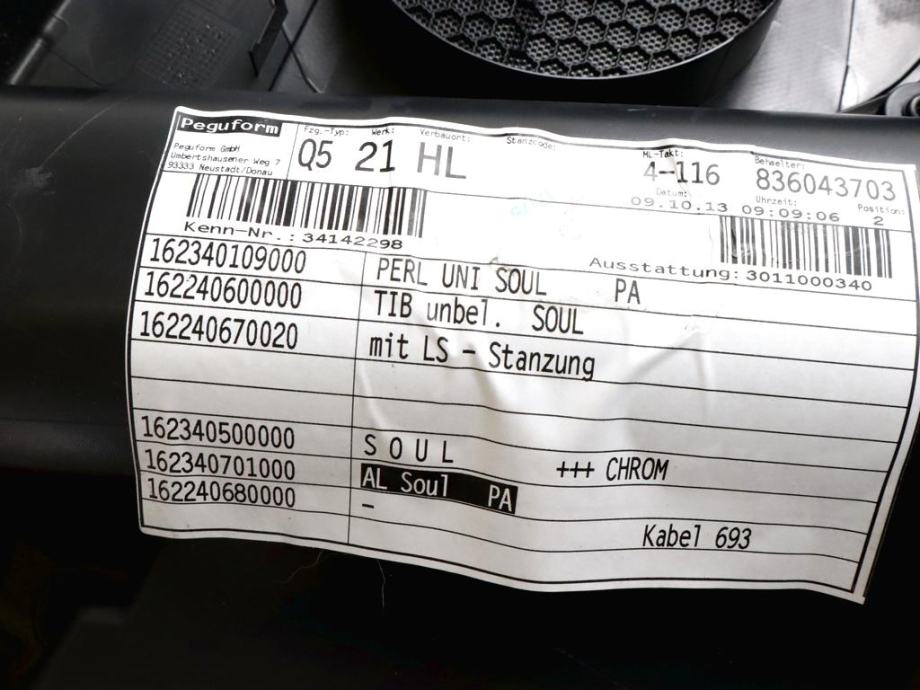 Peguform
Peguform GmbH
Umbertshausener Weg 7
93333 Neustadt/Donau
Fzg.-Typ: Werk: Verbauort: Stanzcode: ML-Takt: Behaelter:
Q5 21 HL 4-116 836043703
Datum: Uhrzeit: Position:
09.10.13 09:09:06 2
Kenn-Nr.: 34142298
Ausstattung: 3011000340
162340109000 PERL UNI SOUL PA
162240600000 TIB unbel. SOUL
162240670020 mit LS - Stanzung
162340500000 S O U L +++ CHROM
162340701000 AL Soul PA
162240680000 - Kabel 693